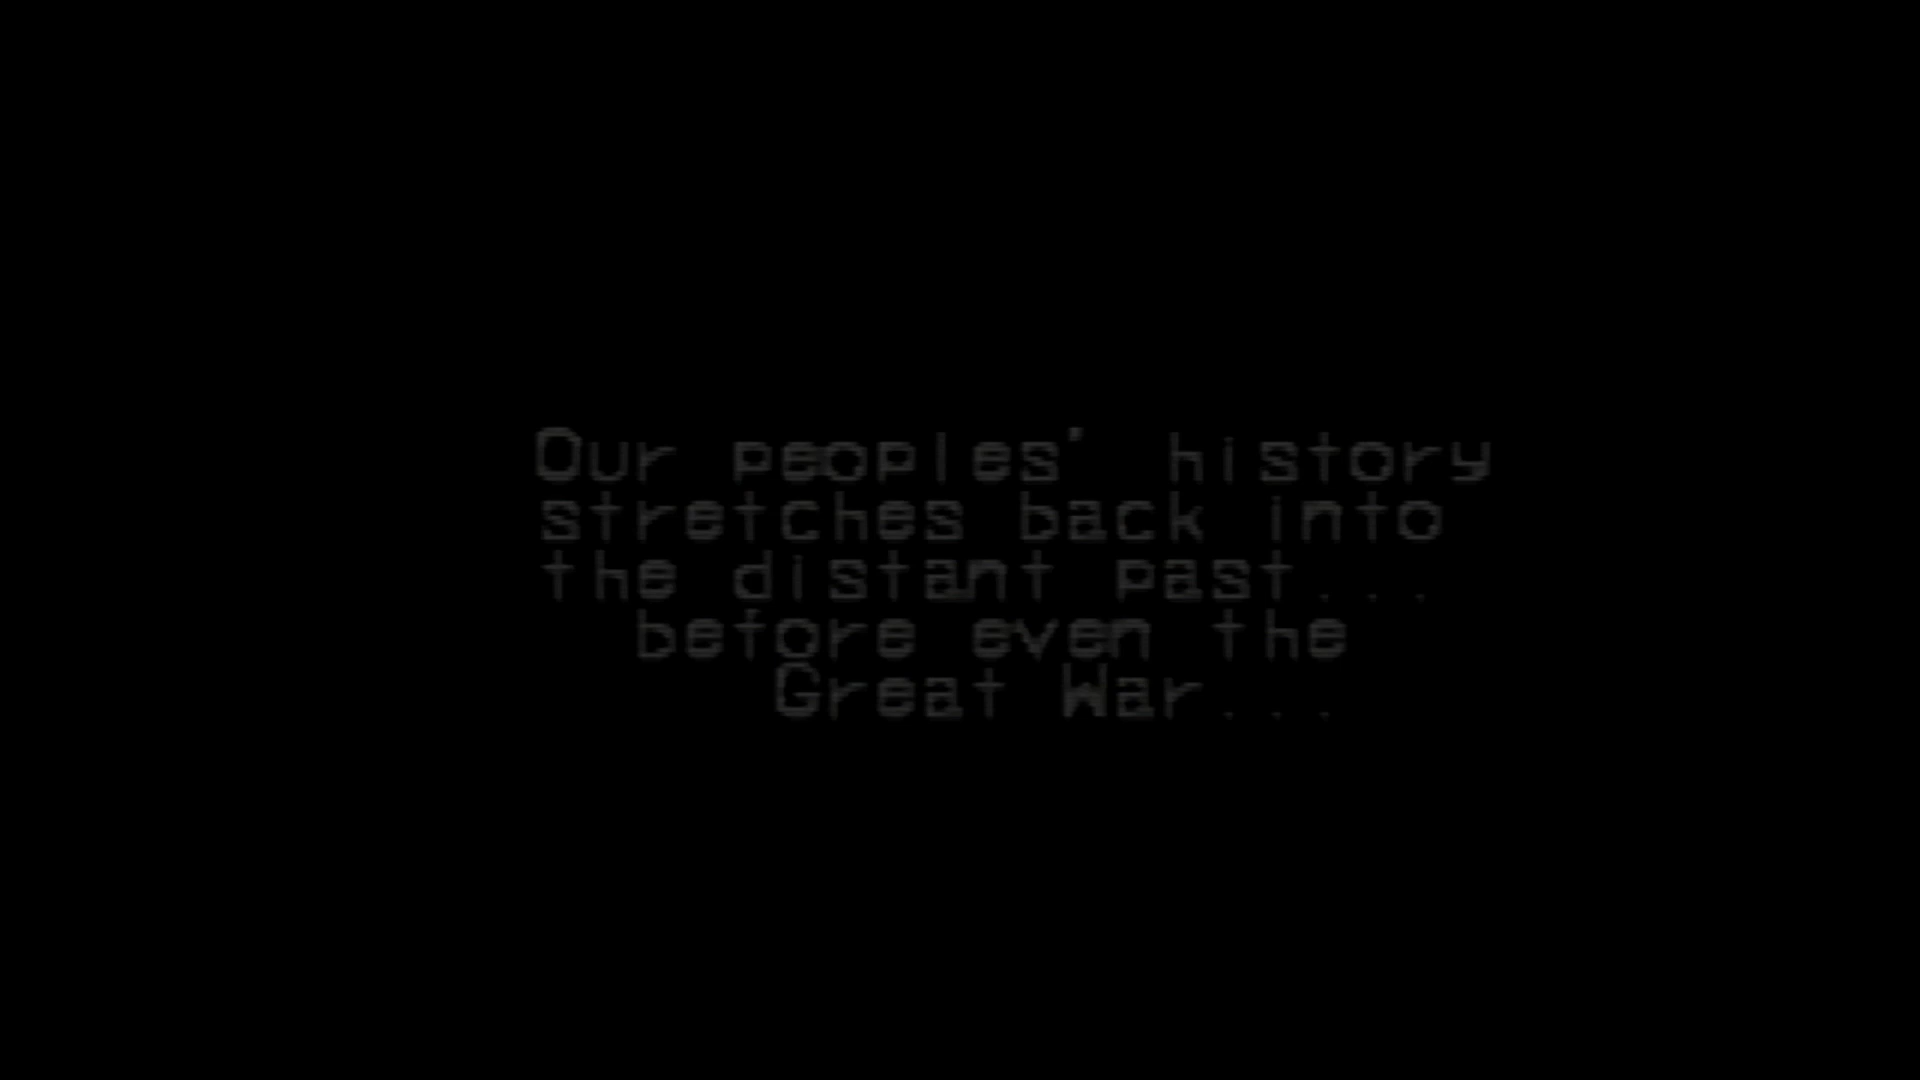 Our peoples' history
stretches back into
the distant past...
before even the
Great War...